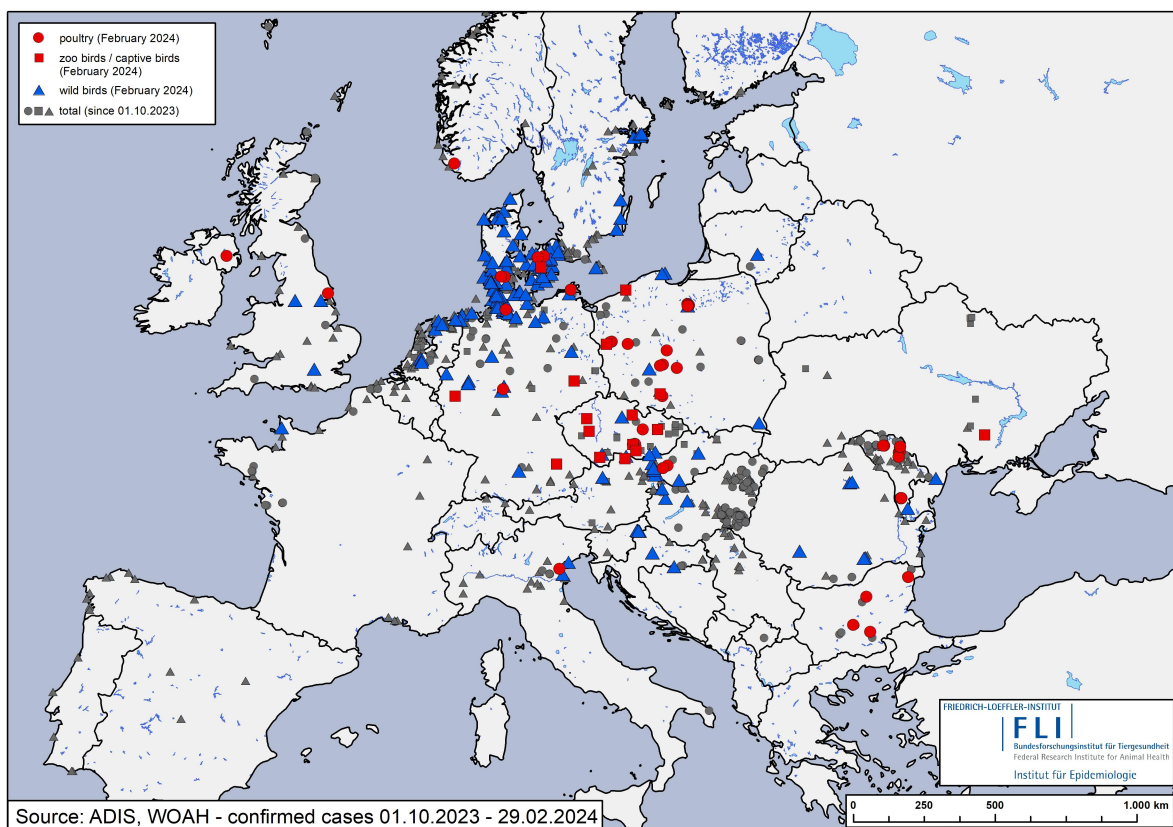 poultry (February 2024)
zoo birds / captive birds
(February 2024)
wild birds (February 2024)
total (since 01.10.2023)
FRIEDRICH-LOEFFLER-INSTITUT
FLI
Bundesforschungsinstitut für Tiergesundheit
Federal Research Institute for Animal Health
Institut für Epidemiologie
0 250 500 1.000 km
Source: ADIS, WOAH - confirmed cases 01.10.2023 - 29.02.2024